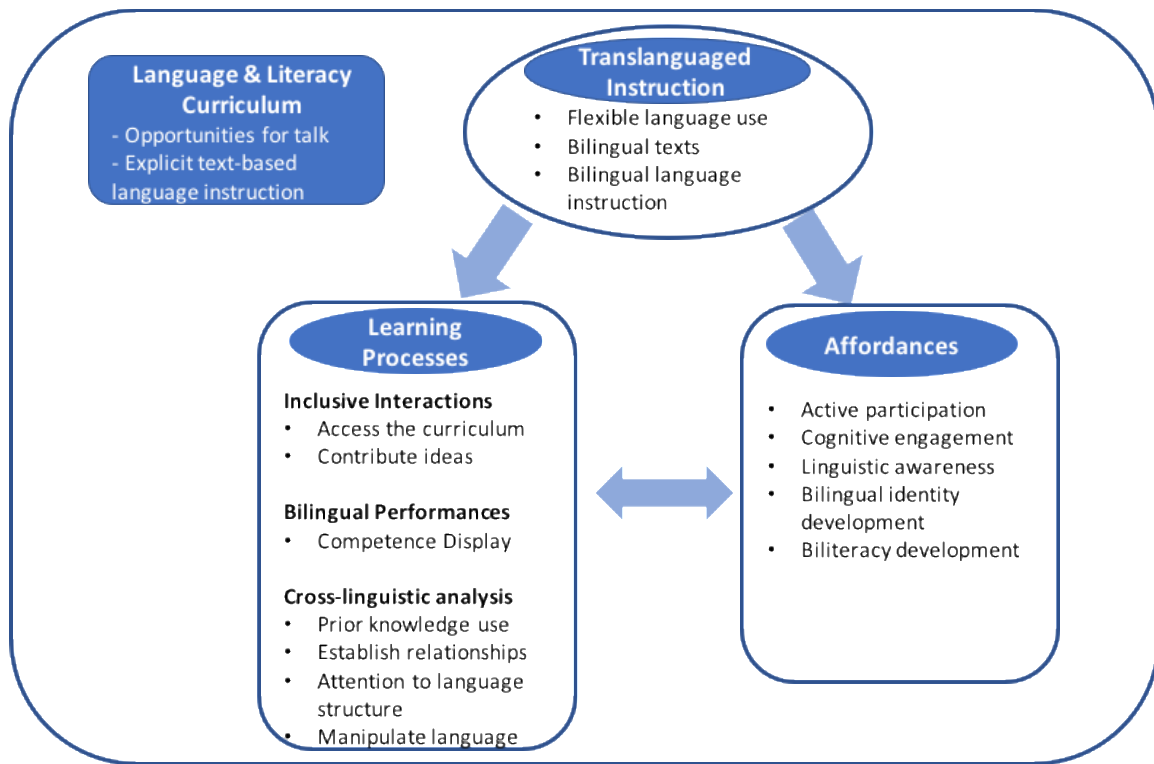 Language & Literacy
Curriculum
- Opportunities for talk
- Explicit text-based
language instruction
Translanguaged
Instruction
• Flexible language use
• Bilingual texts
• Bilingual language
instruction
Learning
Processes
Inclusive Interactions
• Access the curriculum
• Contribute ideas
Bilingual Performances
• Competence Display
Cross-linguistic analysis
• Prior knowledge use
• Establish relationships
• Attention to language
structure
• Manipulate language
Affordances
• Active participation
• Cognitive engagement
• Linguistic awareness
• Bilingual identity
development
• Biliteracy development